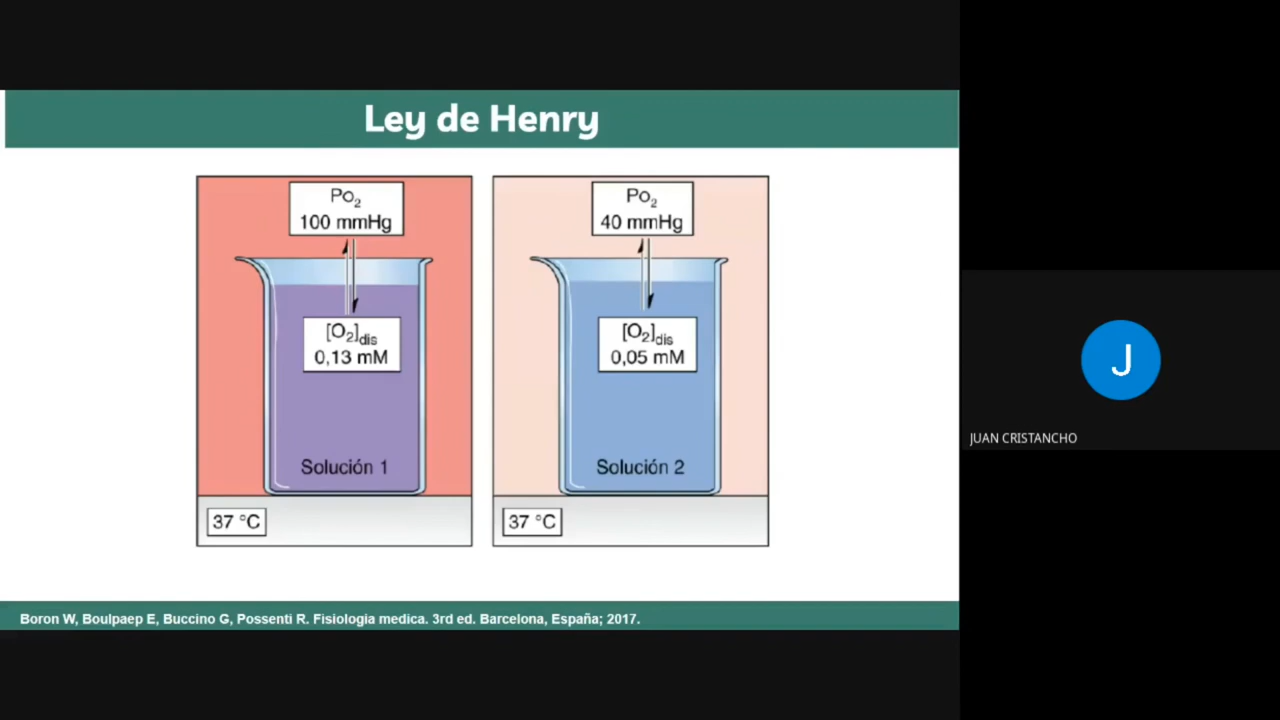 Ley de Henry
Po2
100 mmHg
[O2]dis
0,13 mM
Solución 1
37 °C
Po2
40 mmHg
[O2]dis
0,05 mM
Solución 2
37 °C
Boron W, Boulpaep E, Buccino G, Possenti R. Fisiologia medica. 3rd ed. Barcelona, España; 2017.
J
JUAN CRISTANCHO